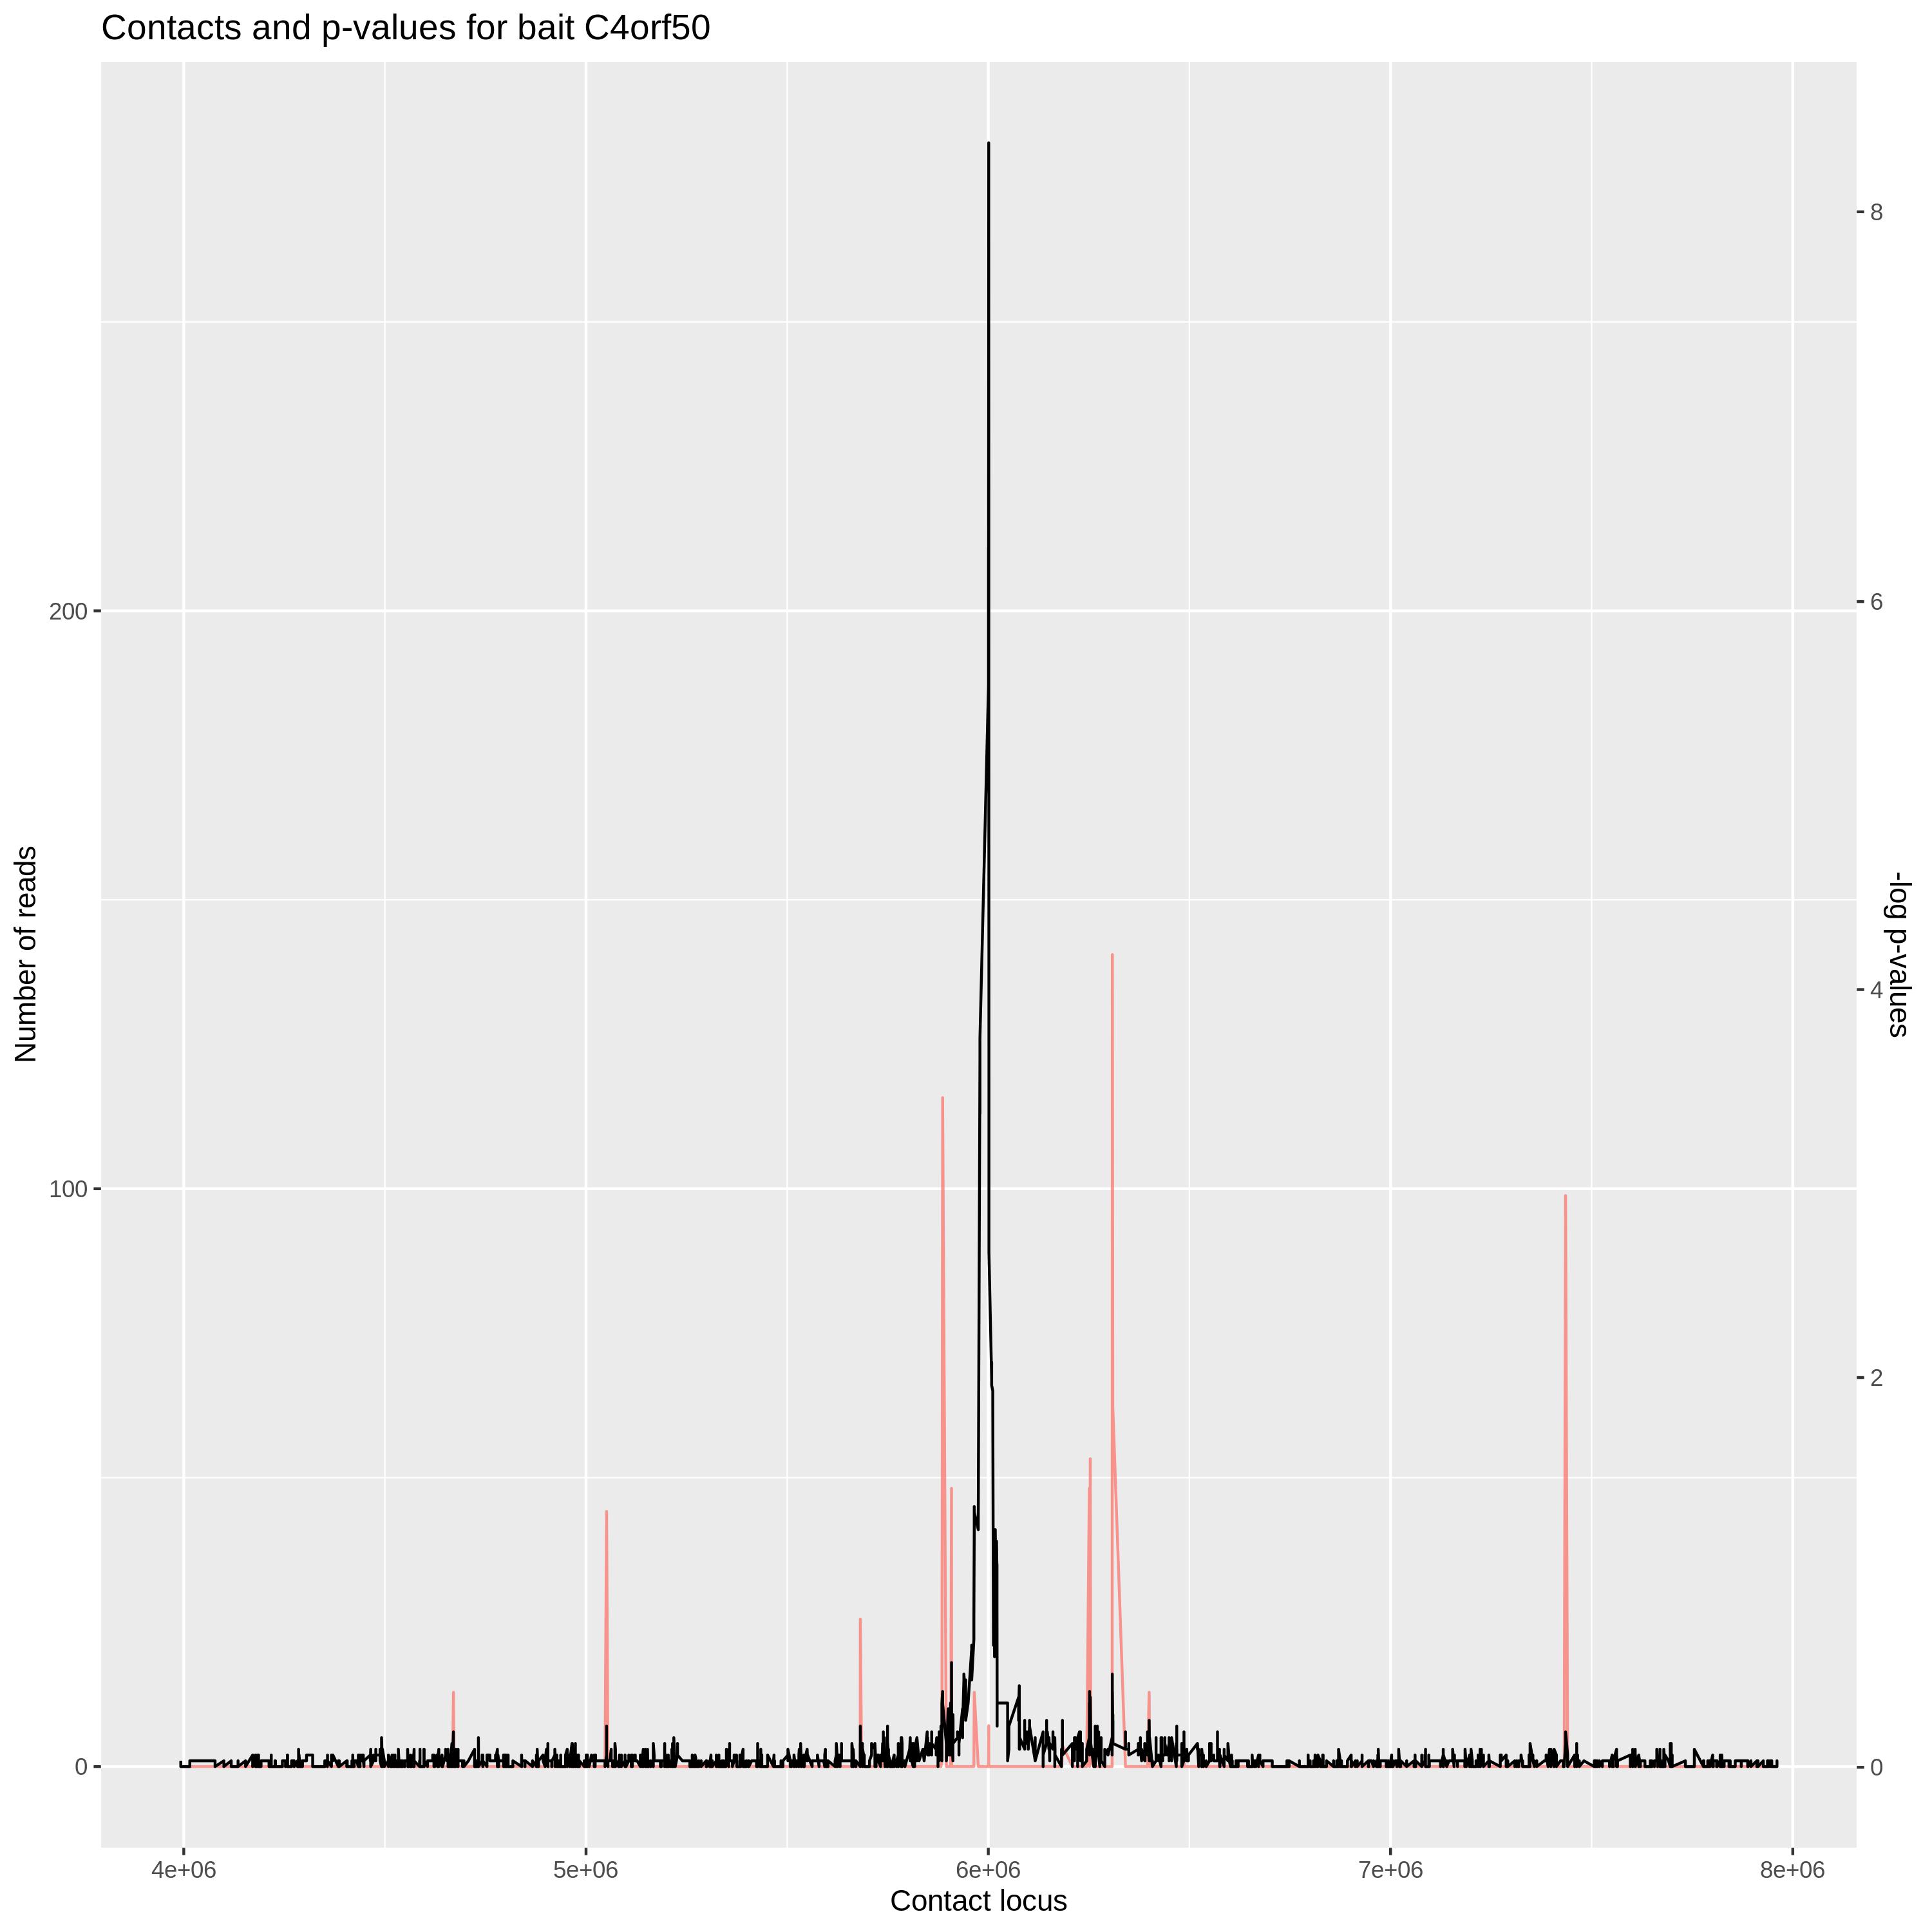 Contacts and p-values for bait C4orf50
Number of reads
200
100
0
8
6
4
2
0
-log p-values
4e+06
5e+06
6e+06
7e+06
8e+06
Contact locus